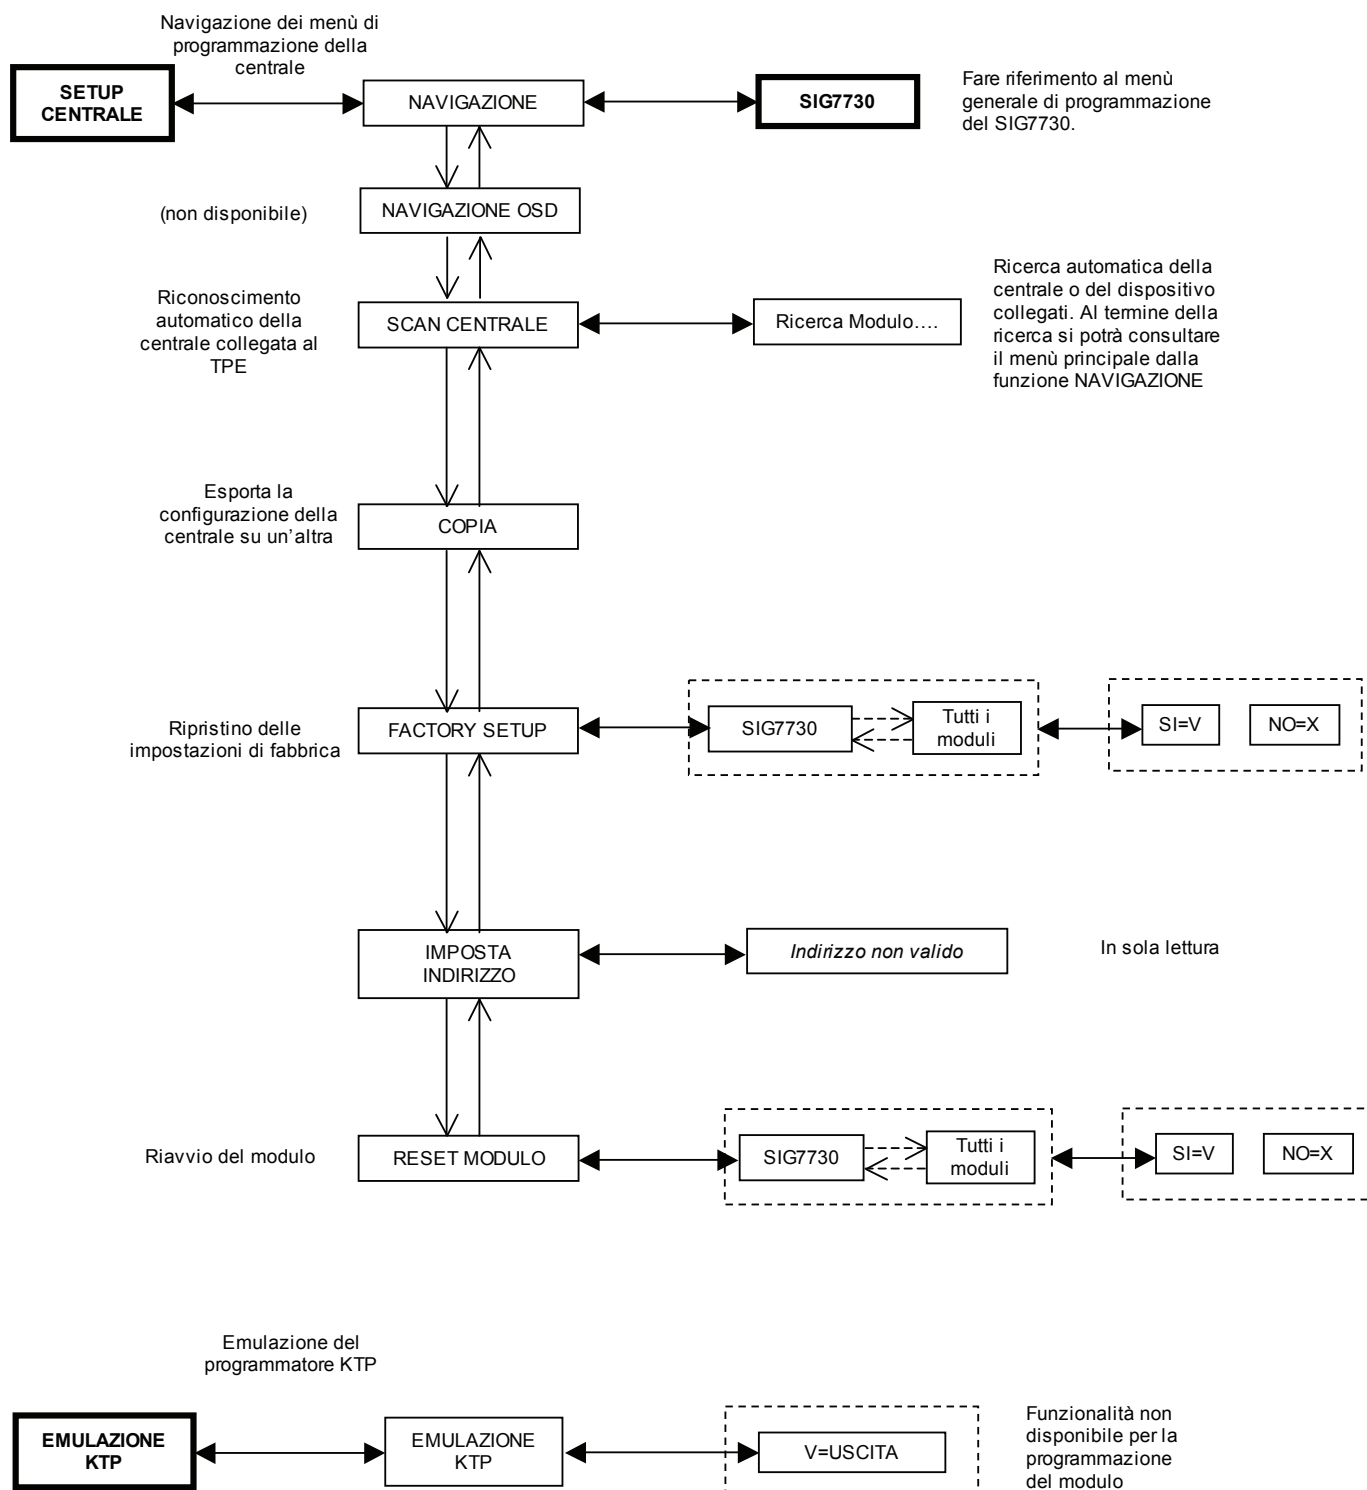 Navigazione dei menù di
programmazione della
centrale
SETUP
CENTRALE
NAVIGAZIONE
SIG7730
Fare riferimento al menù
generale di programmazione
del SIG7730.
(non disponibile)
NAVIGAZIONE OSD
Riconoscimento
automatico della
centrale collegata al
TPE
SCAN CENTRALE
Ricerca Modulo….
Ricerca automatica della
centrale o del dispositivo
collegati. Al termine della
ricerca si potrà consultare
il menù principale dalla
funzione NAVIGAZIONE
Esporta la
configurazione della
centrale su un’altra
COPIA
Ripristino delle
impostazioni di fabbrica
FACTORY SETUP
SIG7730
Tutti i
moduli
SI=V
NO=X
IMPOSTA
INDIRIZZO
Indirizzo non valido
In sola lettura
Riavvio del modulo
RESET MODULO
SIG7730
Tutti i
moduli
SI=V
NO=X
Emulazione del
programmatore KTP
EMULAZIONE
KTP
EMULAZIONE
KTP
V=USCITA
Funzionalità non
disponibile per la
programmazione
del modulo